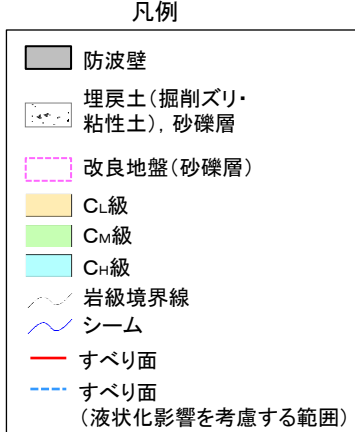 凡例
防波壁
埋戻土(掘削ズリ・
粘性土)，砂礫層
改良地盤(砂礫層)
CL級
CM級
CH級
岩級境界線
シーム
すべり面
すべり面
(液状化影響を考慮する範囲)